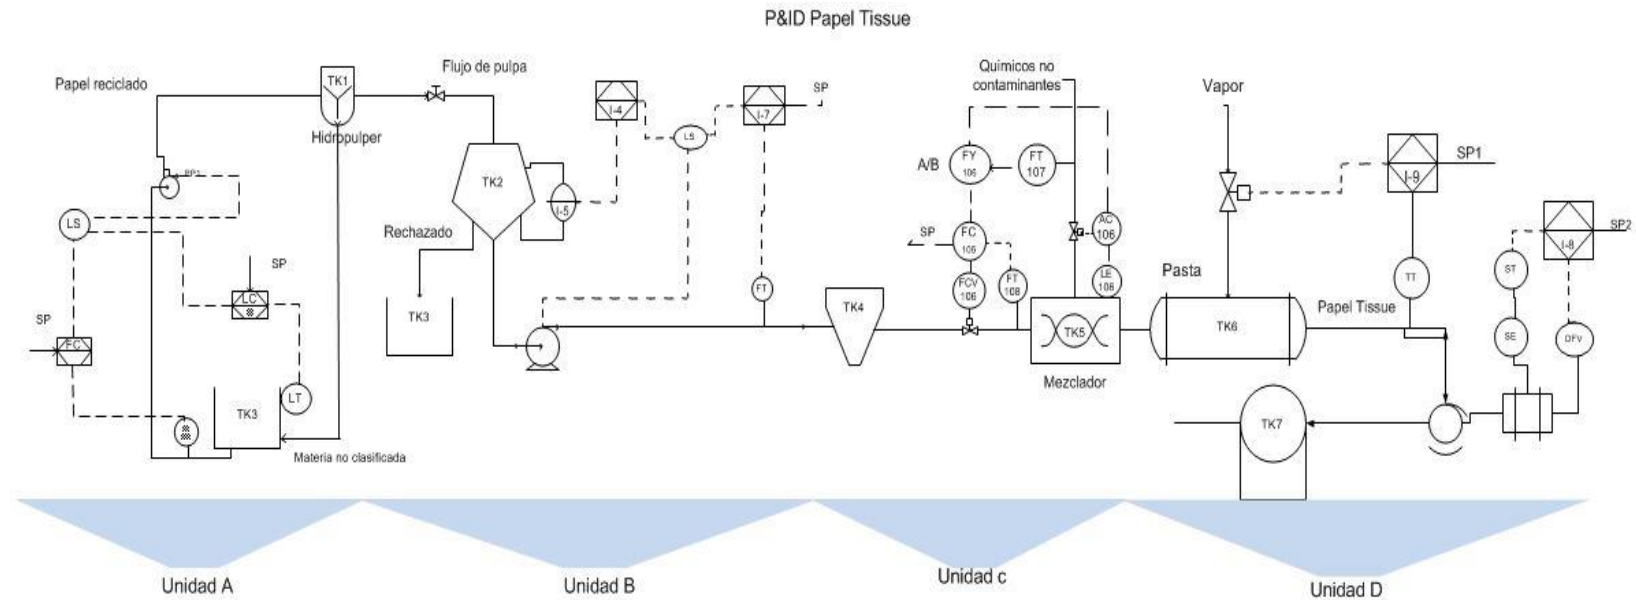 P&ID Papel Tissue
Papel reciclado
TK1
Hidropulper
Flujo de pulpa
LS
SP
LC
SP
FC
TK3
LT
Materia no clasificada
TK2
Rechazado
TK3
I-5
I-4
LS
I-7
SP
FT
TK4
Químicos no
contaminantes
A/B
FY
106
FT
107
SP
FC
106
FCV
106
FT
108
AC
106
LE
106
TK5
Mezclador
Vapor
Pasta
TK6
Papel Tissue
I-9
SP1
TT
I-8
SP2
ST
SE
DFV
TK7
Unidad A
Unidad B
Unidad c
Unidad D